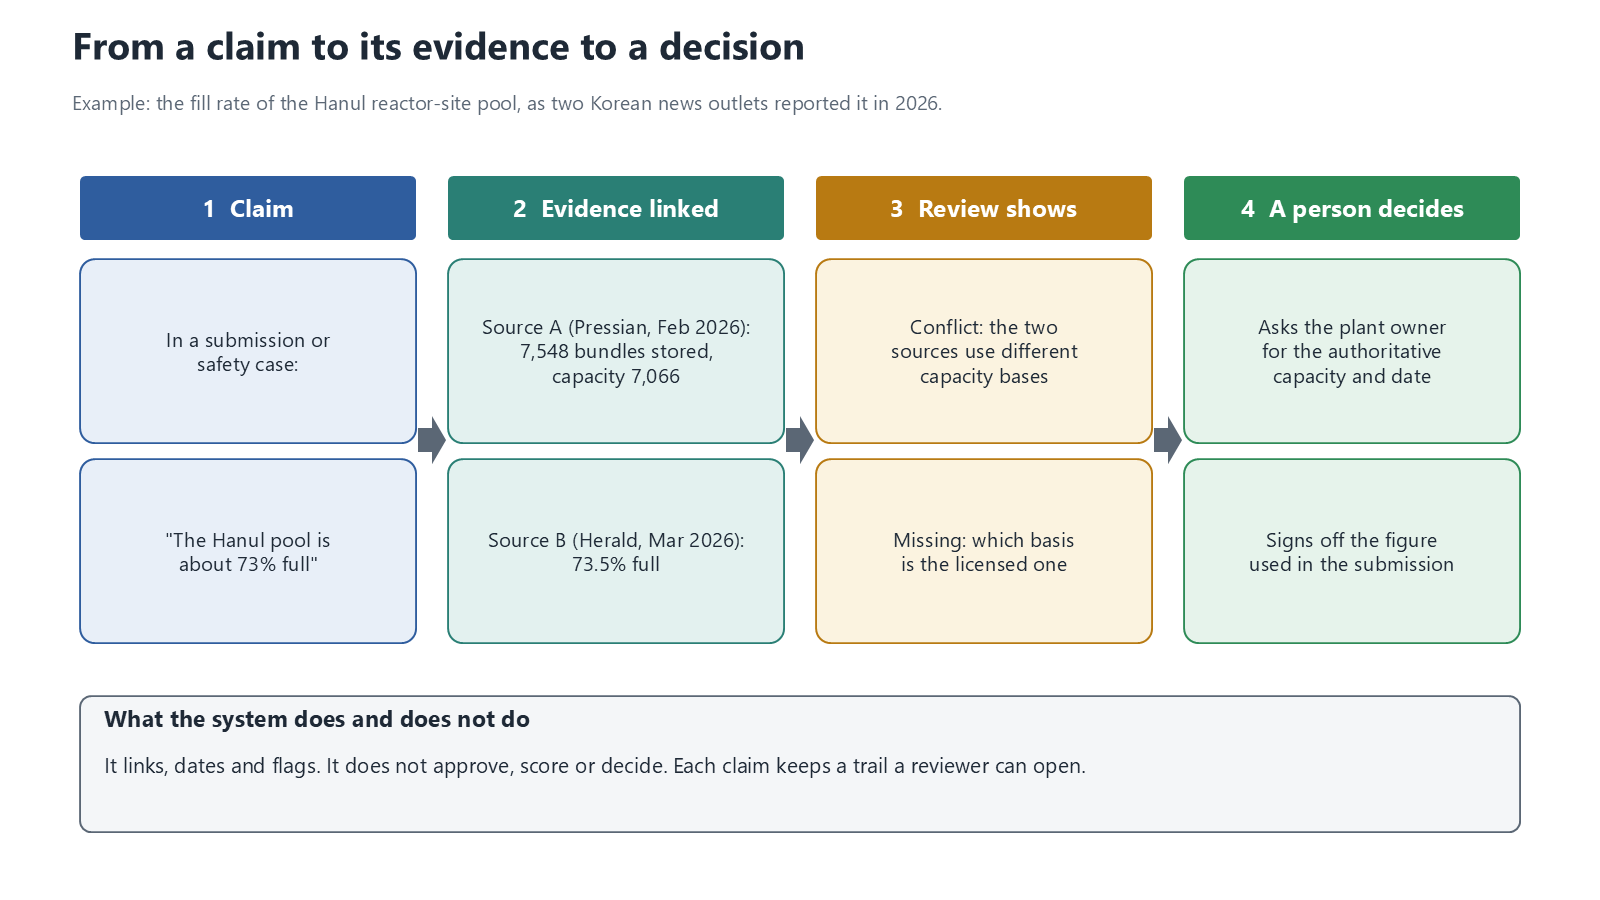 From a claim to its evidence to a decision
Example: the fill rate of the Hanul reactor-site pool, as two Korean news outlets reported it in 2026.
1 Claim
2 Evidence linked
3 Review shows
4 A person decides
In a submission or
safety case:
Source A (Pressian, Feb 2026):
7,548 bundles stored,
capacity 7,066
Conflict: the two
sources use different
capacity bases
Asks the plant owner
for the authoritative
capacity and date
"The Hanul pool is
about 73% full"
Source B (Herald, Mar 2026):
73.5% full
Missing: which basis
is the licensed one
Signs off the figure
used in the submission
What the system does and does not do
It links, dates and flags. It does not approve, score or decide. Each claim keeps a trail a reviewer can open.